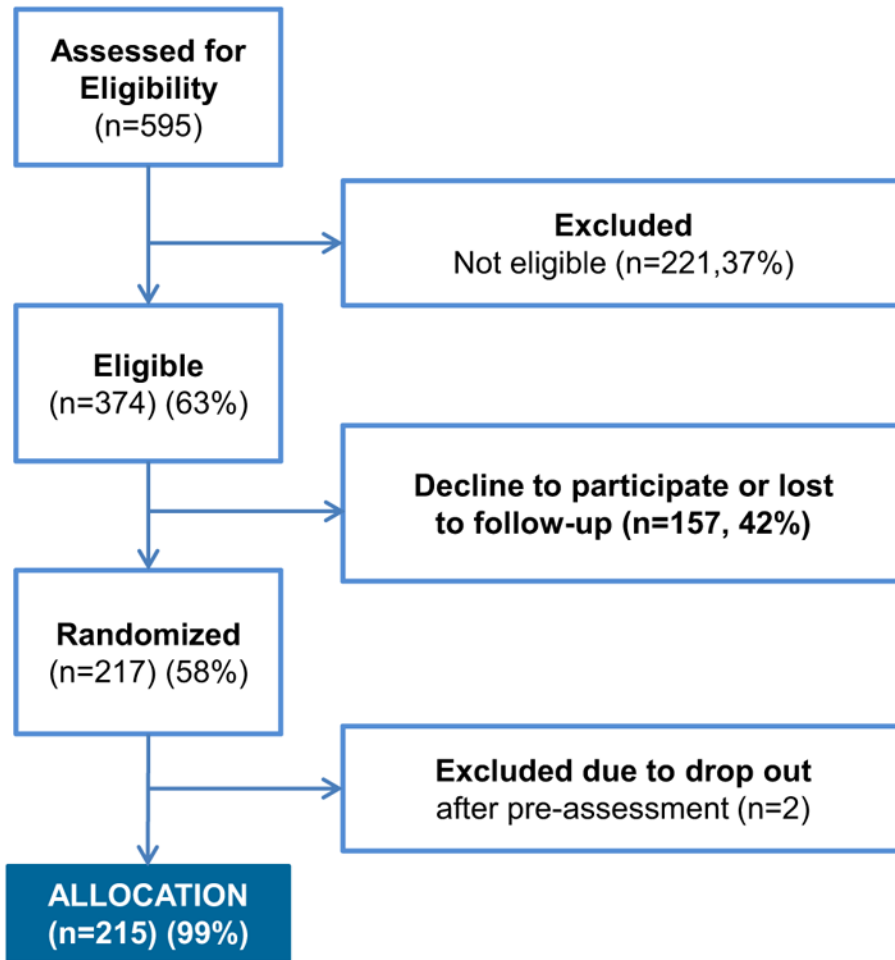 Assessed for
Eligibility
(n=595)
Excluded
Not eligible (n=221,37%)
Eligible
(n=374) (63%)
Decline to participate or lost
to follow-up (n=157, 42%)
Randomized
(n=217) (58%)
Excluded due to drop out
after pre-assessment (n=2)
ALLOCATION
(n=215) (99%)